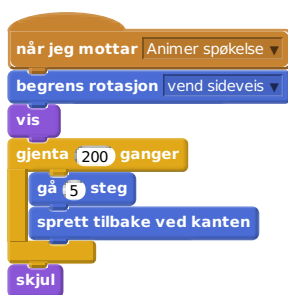 når jeg mottar Animer spøkelse
begrens rotasjon vend sideveis
vis
gjenta 200 ganger
gå 5 steg
sprett tilbake ved kanten
skjul